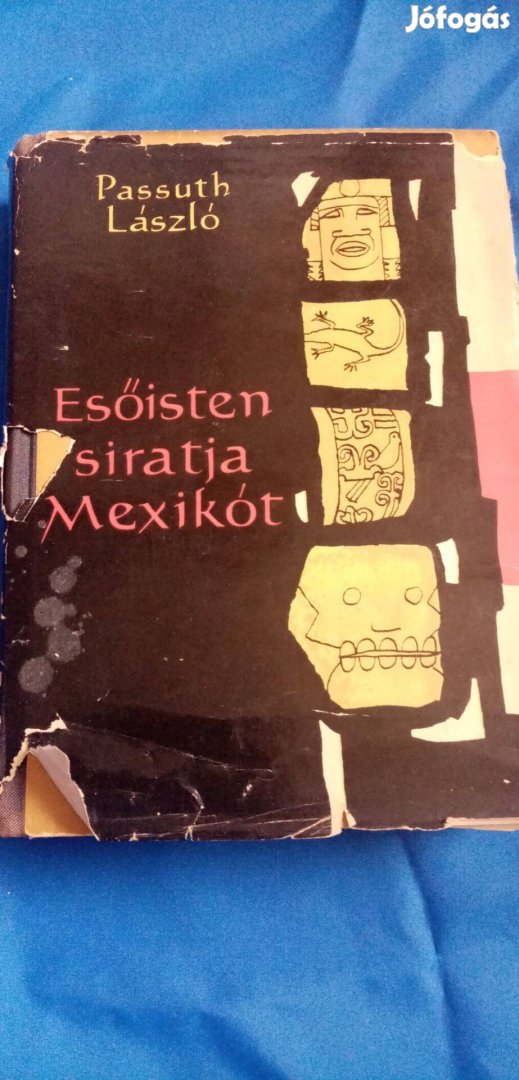 Jófogás
Passuth
László
Esőisten
siratja
Mexikót